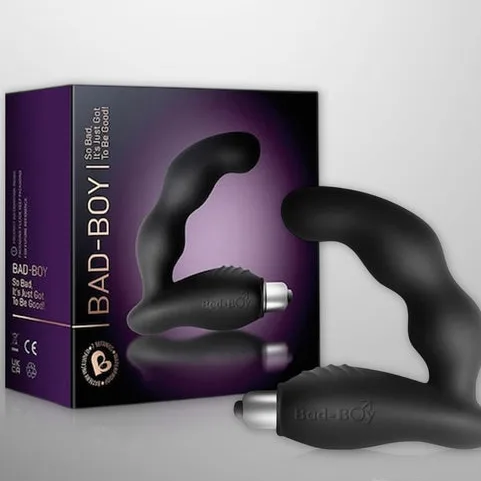 BAD-BOY
So Bad,
It's Just Got
To Be Good!
BAD-BOY
So Bad,
It's Just Got
To Be Good!
CE
UK
CA
Bad-BOY
Bad-BOY